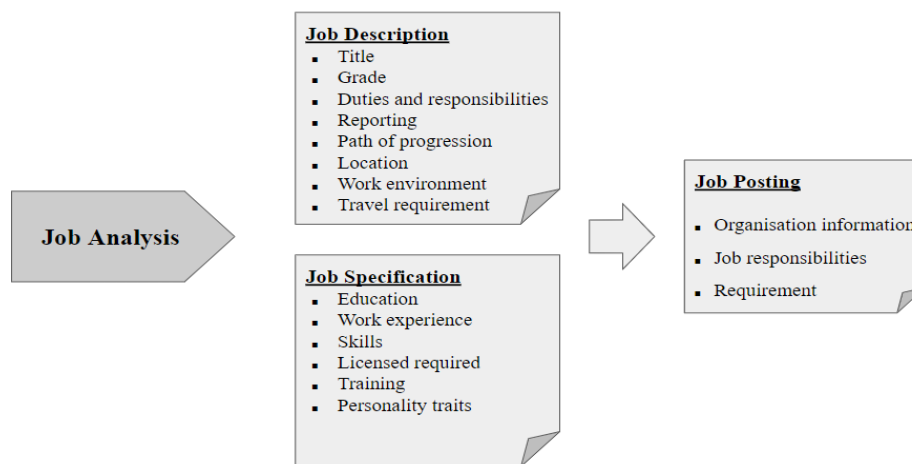 Job Analysis
Job Description
▪ Title
▪ Grade
▪ Duties and responsibilities
▪ Reporting
▪ Path of progression
▪ Location
▪ Work environment
▪ Travel requirement
Job Specification
▪ Education
▪ Work experience
▪ Skills
▪ Licensed required
▪ Training
▪ Personality traits
Job Posting
▪ Organisation information
▪ Job responsibilities
▪ Requirement